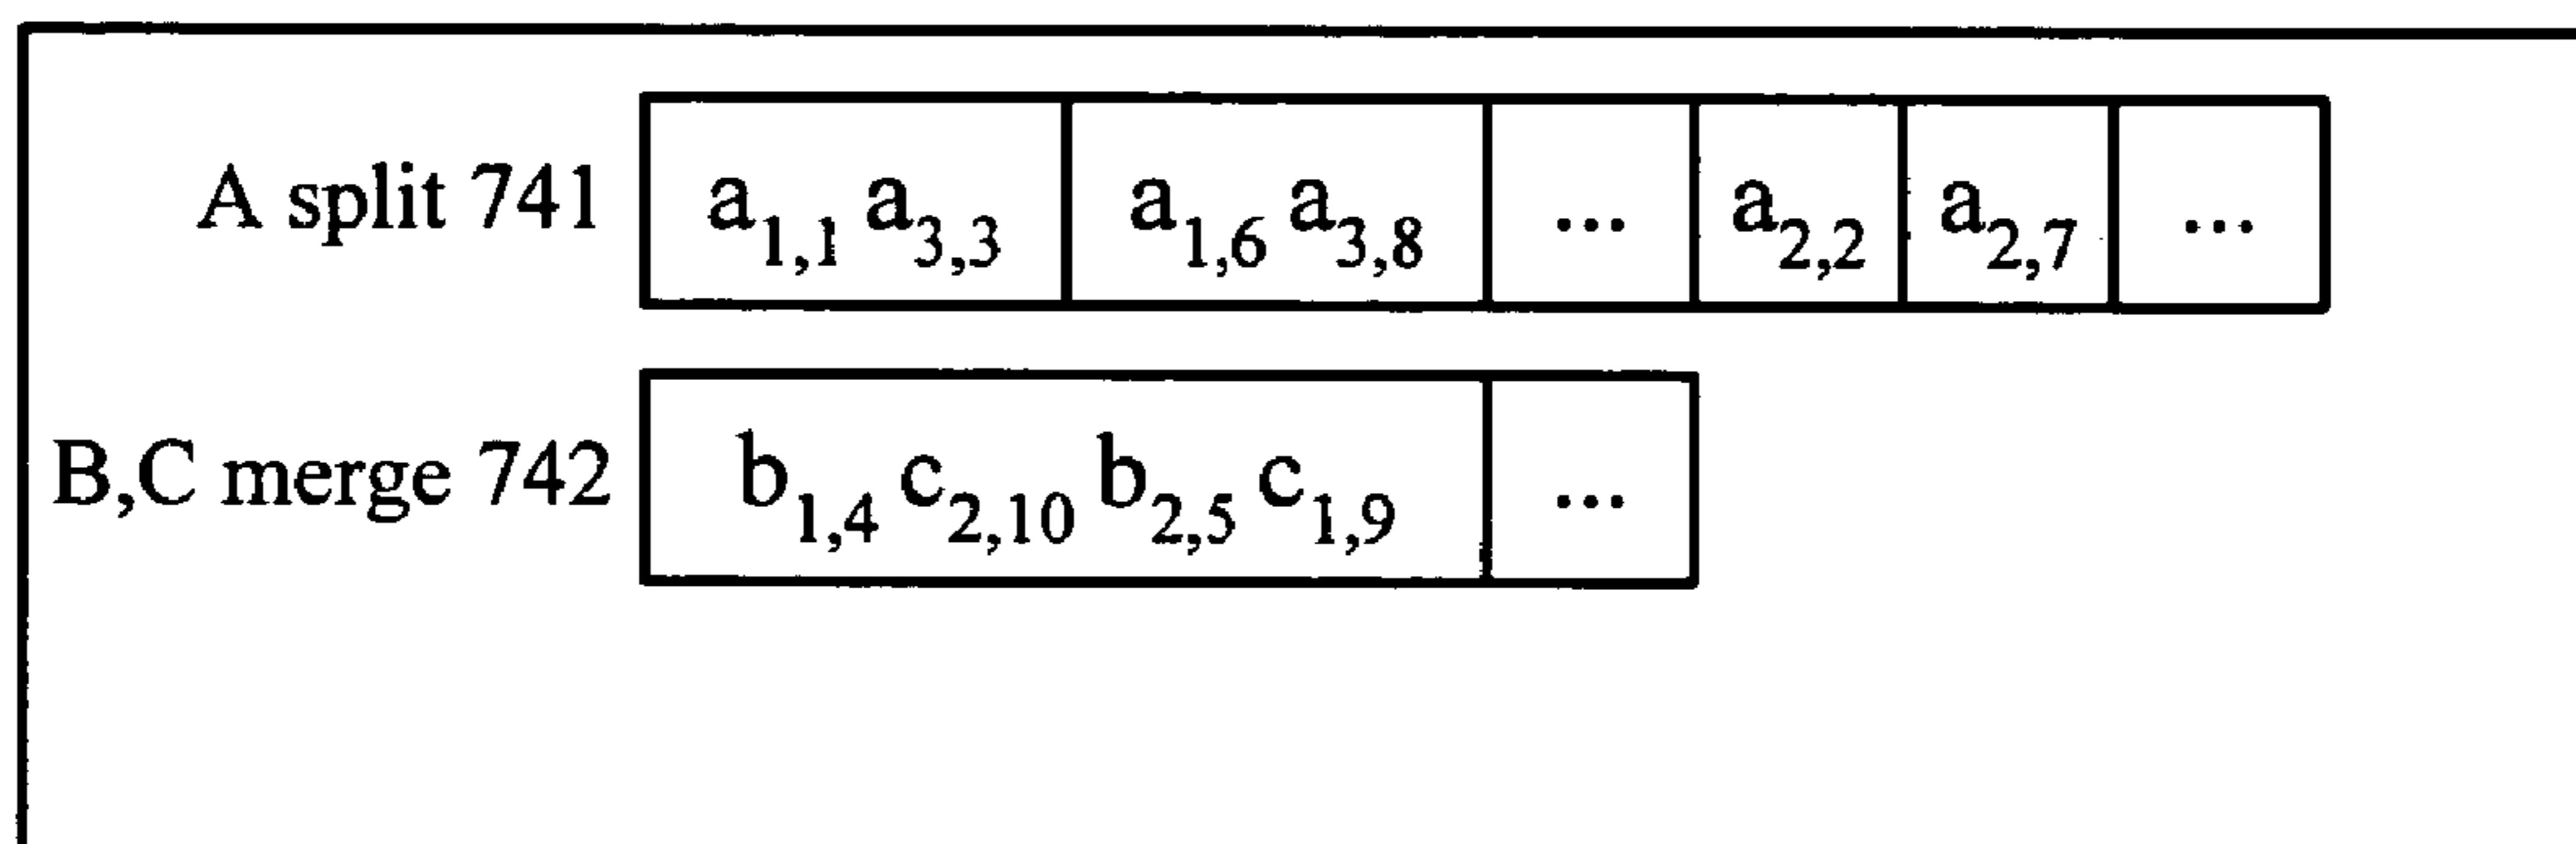 A split 741 a1,1 a3,3 a1,6 a3,8 ... a2,2 a2,7 ...
B,C merge 742 b1,4 c2,10 b2,5 c1,9 ...